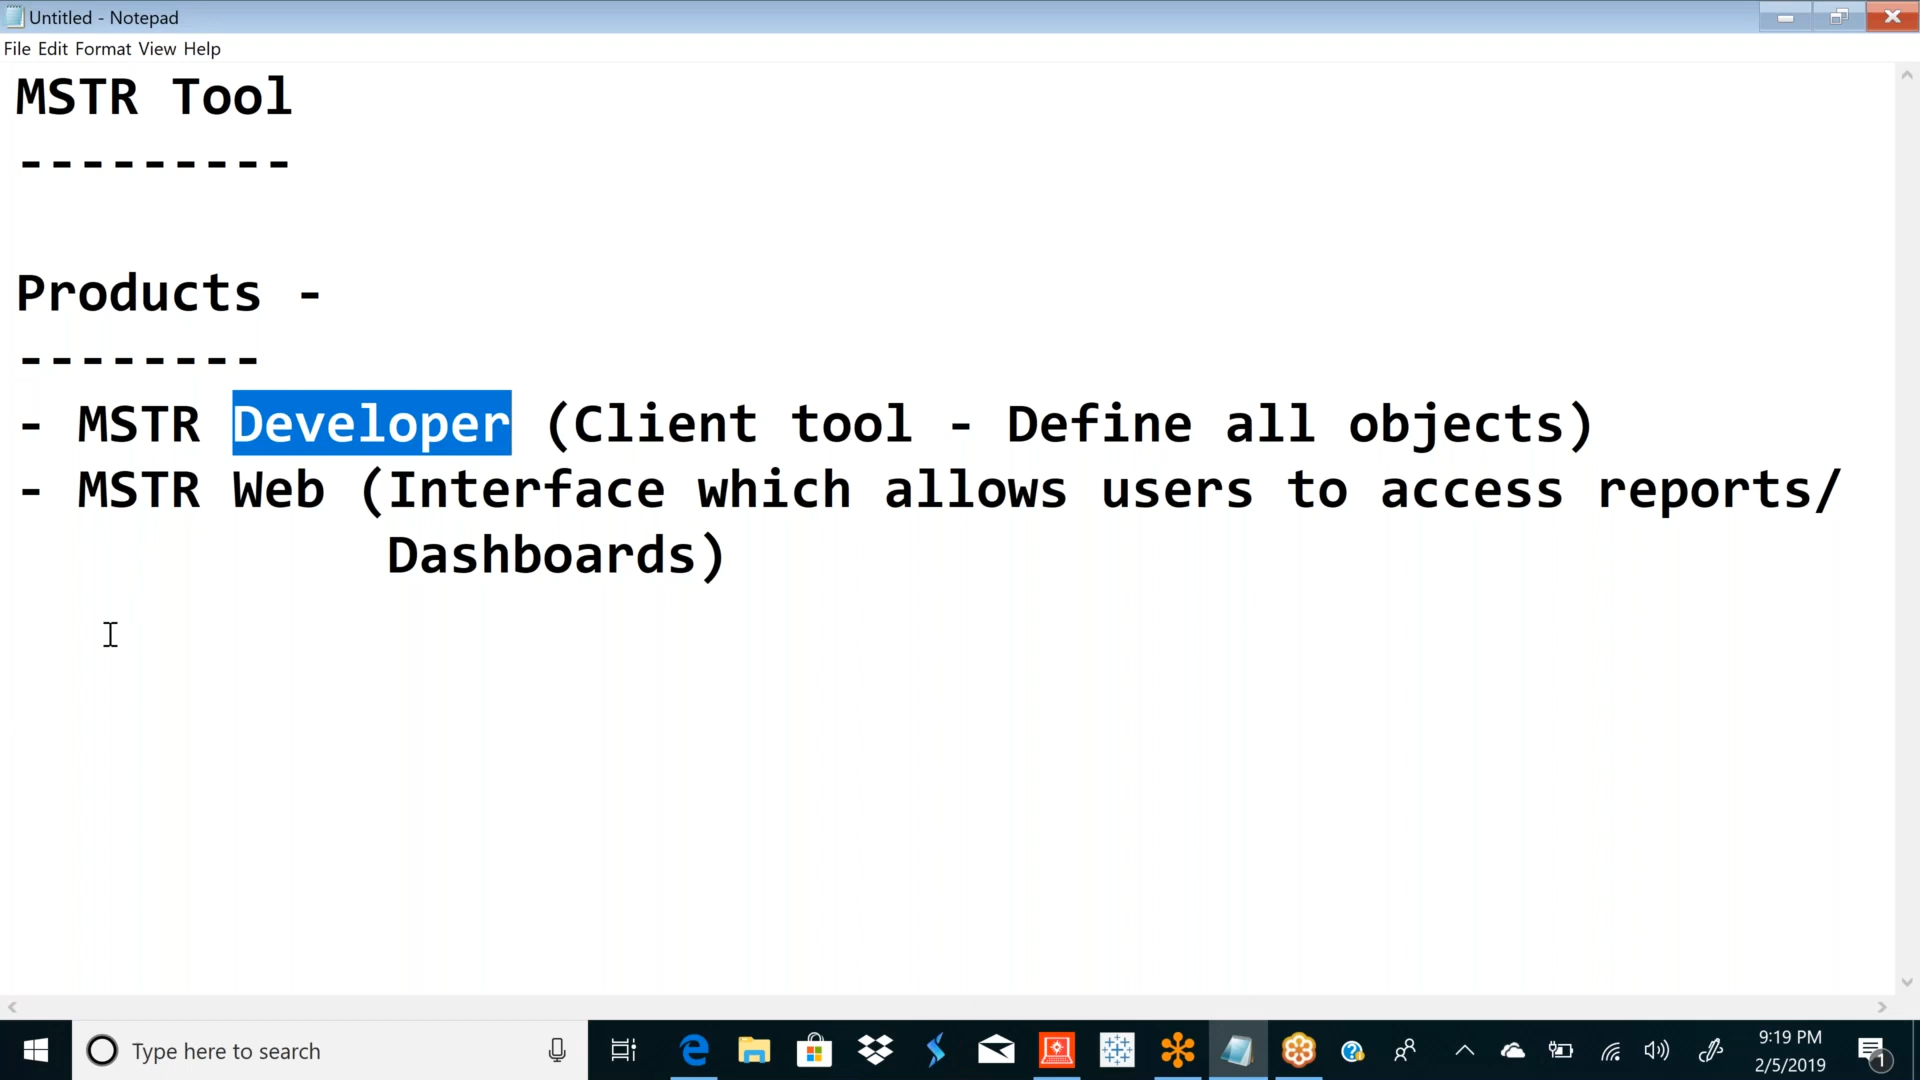 Untitled - Notepad
File Edit Format View Help
MSTR Tool
---------
Products -
--------
- MSTR Developer (Client tool - Define all objects)
- MSTR Web (Interface which allows users to access reports/
Dashboards)
Type here to search
9:19 PM
2/5/2019
1